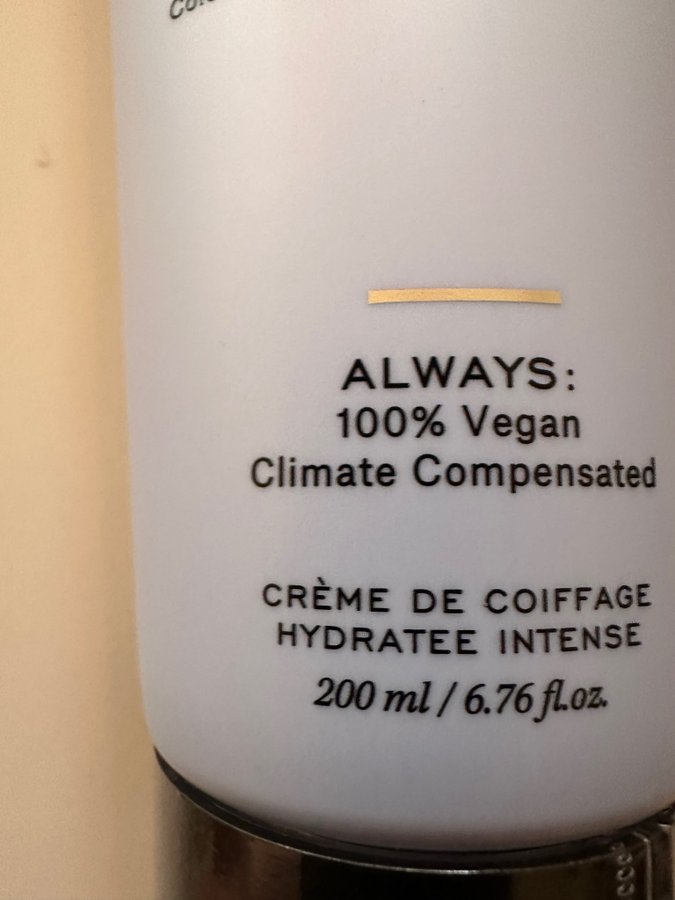 ALWAYS:
100% Vegan
Climate Compensated
CRÈME DE COIFFAGE
HYDRATEE INTENSE
200 ml / 6.76 fl.oz.